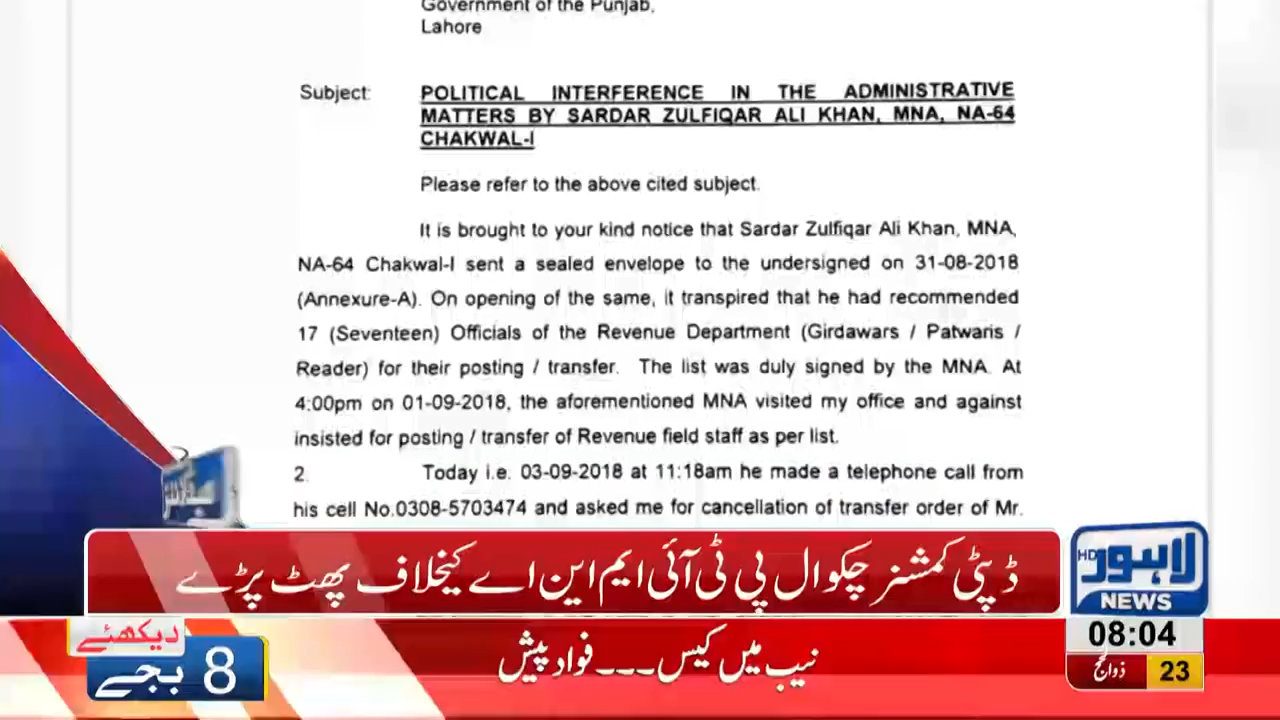 Government of the Punjab,
Lahore
Subject:
POLITICAL INTERFERENCE IN THE ADMINISTRATIVE
MATTERS BY SARDAR ZULFIQAR ALI KHAN, MNA, NA-64
CHAKWAL-I
Please refer to the above cited subject.
It is brought to your kind notice that Sardar Zulfiqar Ali Khan, MNA,
NA-64 Chakwal-I sent a sealed envelope to the undersigned on 31-08-2018
(Annexure-A). On opening of the same, it transpired that he had recommended
17 (Seventeen) Officials of the Revenue Department (Girdawars / Patwaris /
Reader) for their posting / transfer. The list was duly signed by the MNA. At
4:00pm on 01-09-2018, the aforementioned MNA visited my office and against
insisted for posting / transfer of Revenue field staff as per list.
2. Today i.e. 03-09-2018 at 11:18am he made a telephone call from
his cell No.0308-5703474 and asked me for cancellation of transfer order of Mr.
ڈپٹی کمشنر چکوال پی ٹی آئی ایم این اے کیخلاف پھٹ پڑے
HD لاہور
NEWS
08:04
23 ذوالحج
دیکھئے
8 بجے
نیب میں کیس۔۔۔فواد پیش